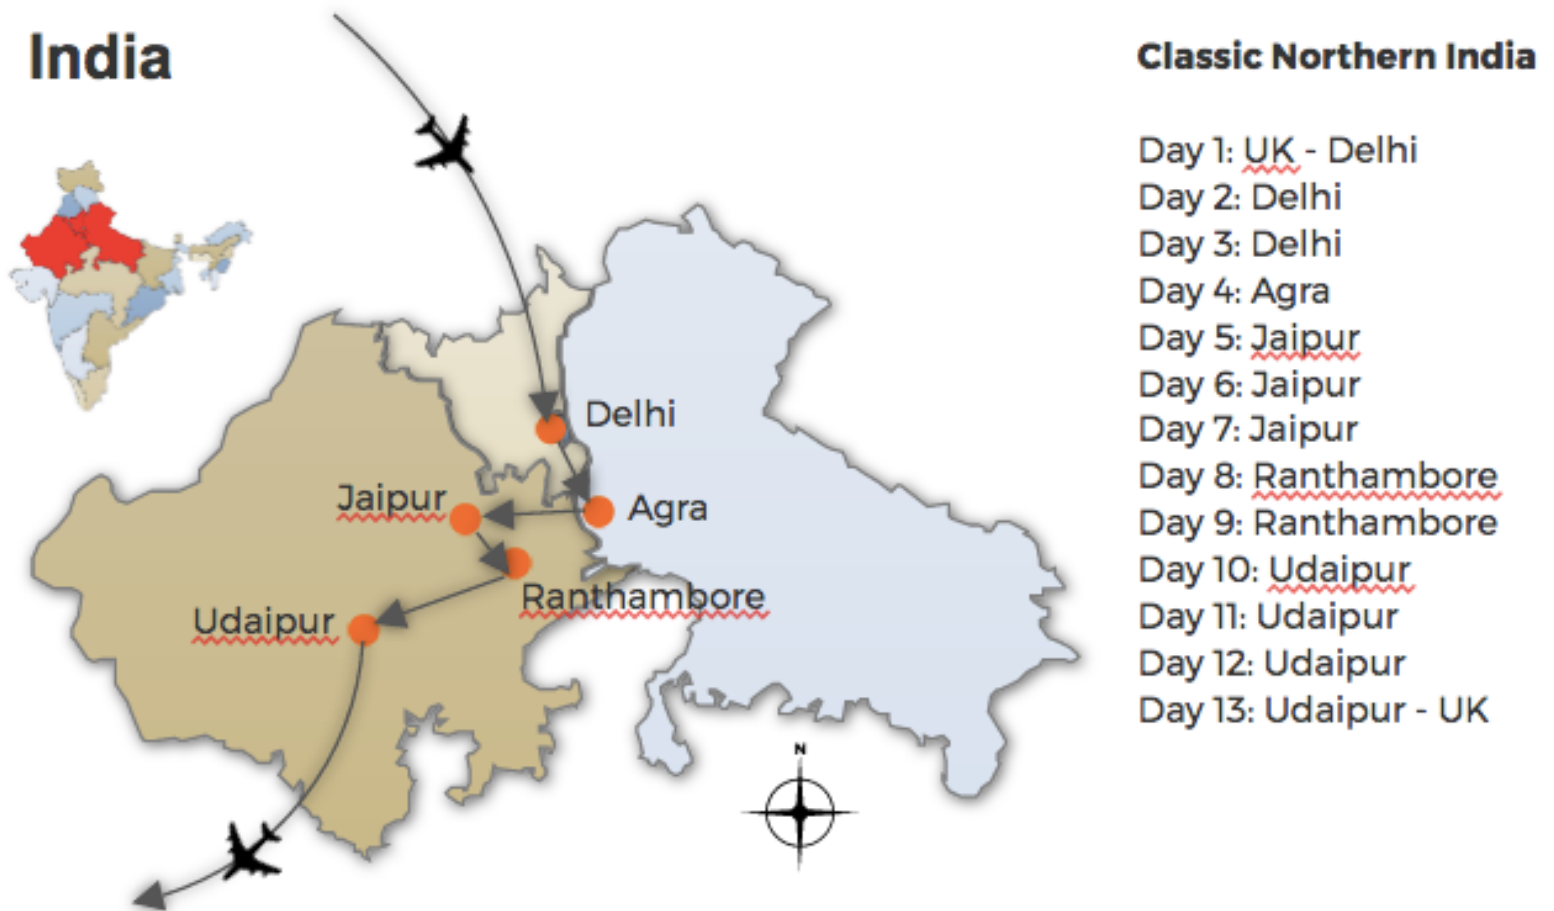 India
Classic Northern India
Day 1: UK - Delhi
Day 2: Delhi
Day 3: Delhi
Day 4: Agra
Day 5: Jaipur
Day 6: Jaipur
Day 7: Jaipur
Day 8: Ranthambore
Day 9: Ranthambore
Day 10: Udaipur
Day 11: Udaipur
Day 12: Udaipur
Day 13: Udaipur - UK
Delhi
Jaipur
Agra
Ranthambore
Udaipur
N